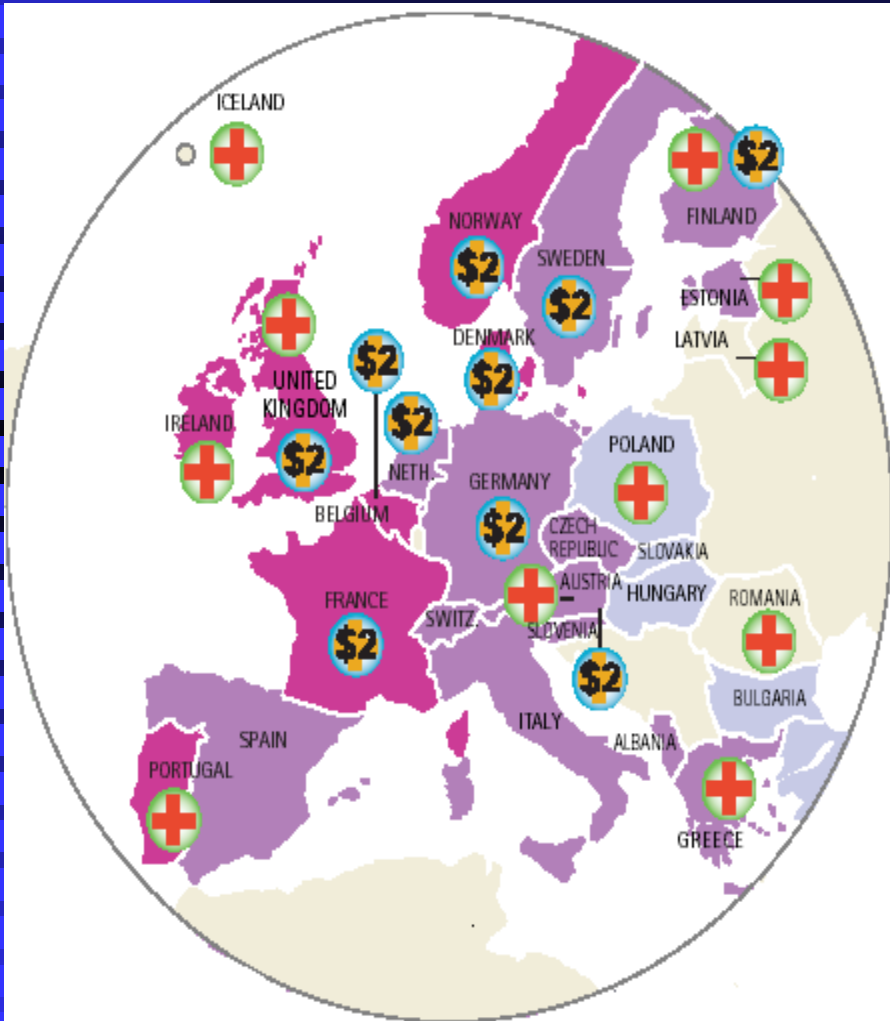 ICELAND
$2
NORWAY
FINLAND
$2
SWEDEN
$2
ESTONIA
LATVIA
DENMARK
$2
$2
UNITED
KINGDOM
$2
IRELAND
$2
NETH.
POLAND
GERMANY
$2
BELGIUM
CZECH
REPUBLIC
SLOVAKIA
AUSTRIA
HUNGARY
ROMANIA
FRANCE
$2
SWITZ.
SLOVENIA
$2
BULGARIA
ITALY
SPAIN
ALBANIA
PORTUGAL
GREECE